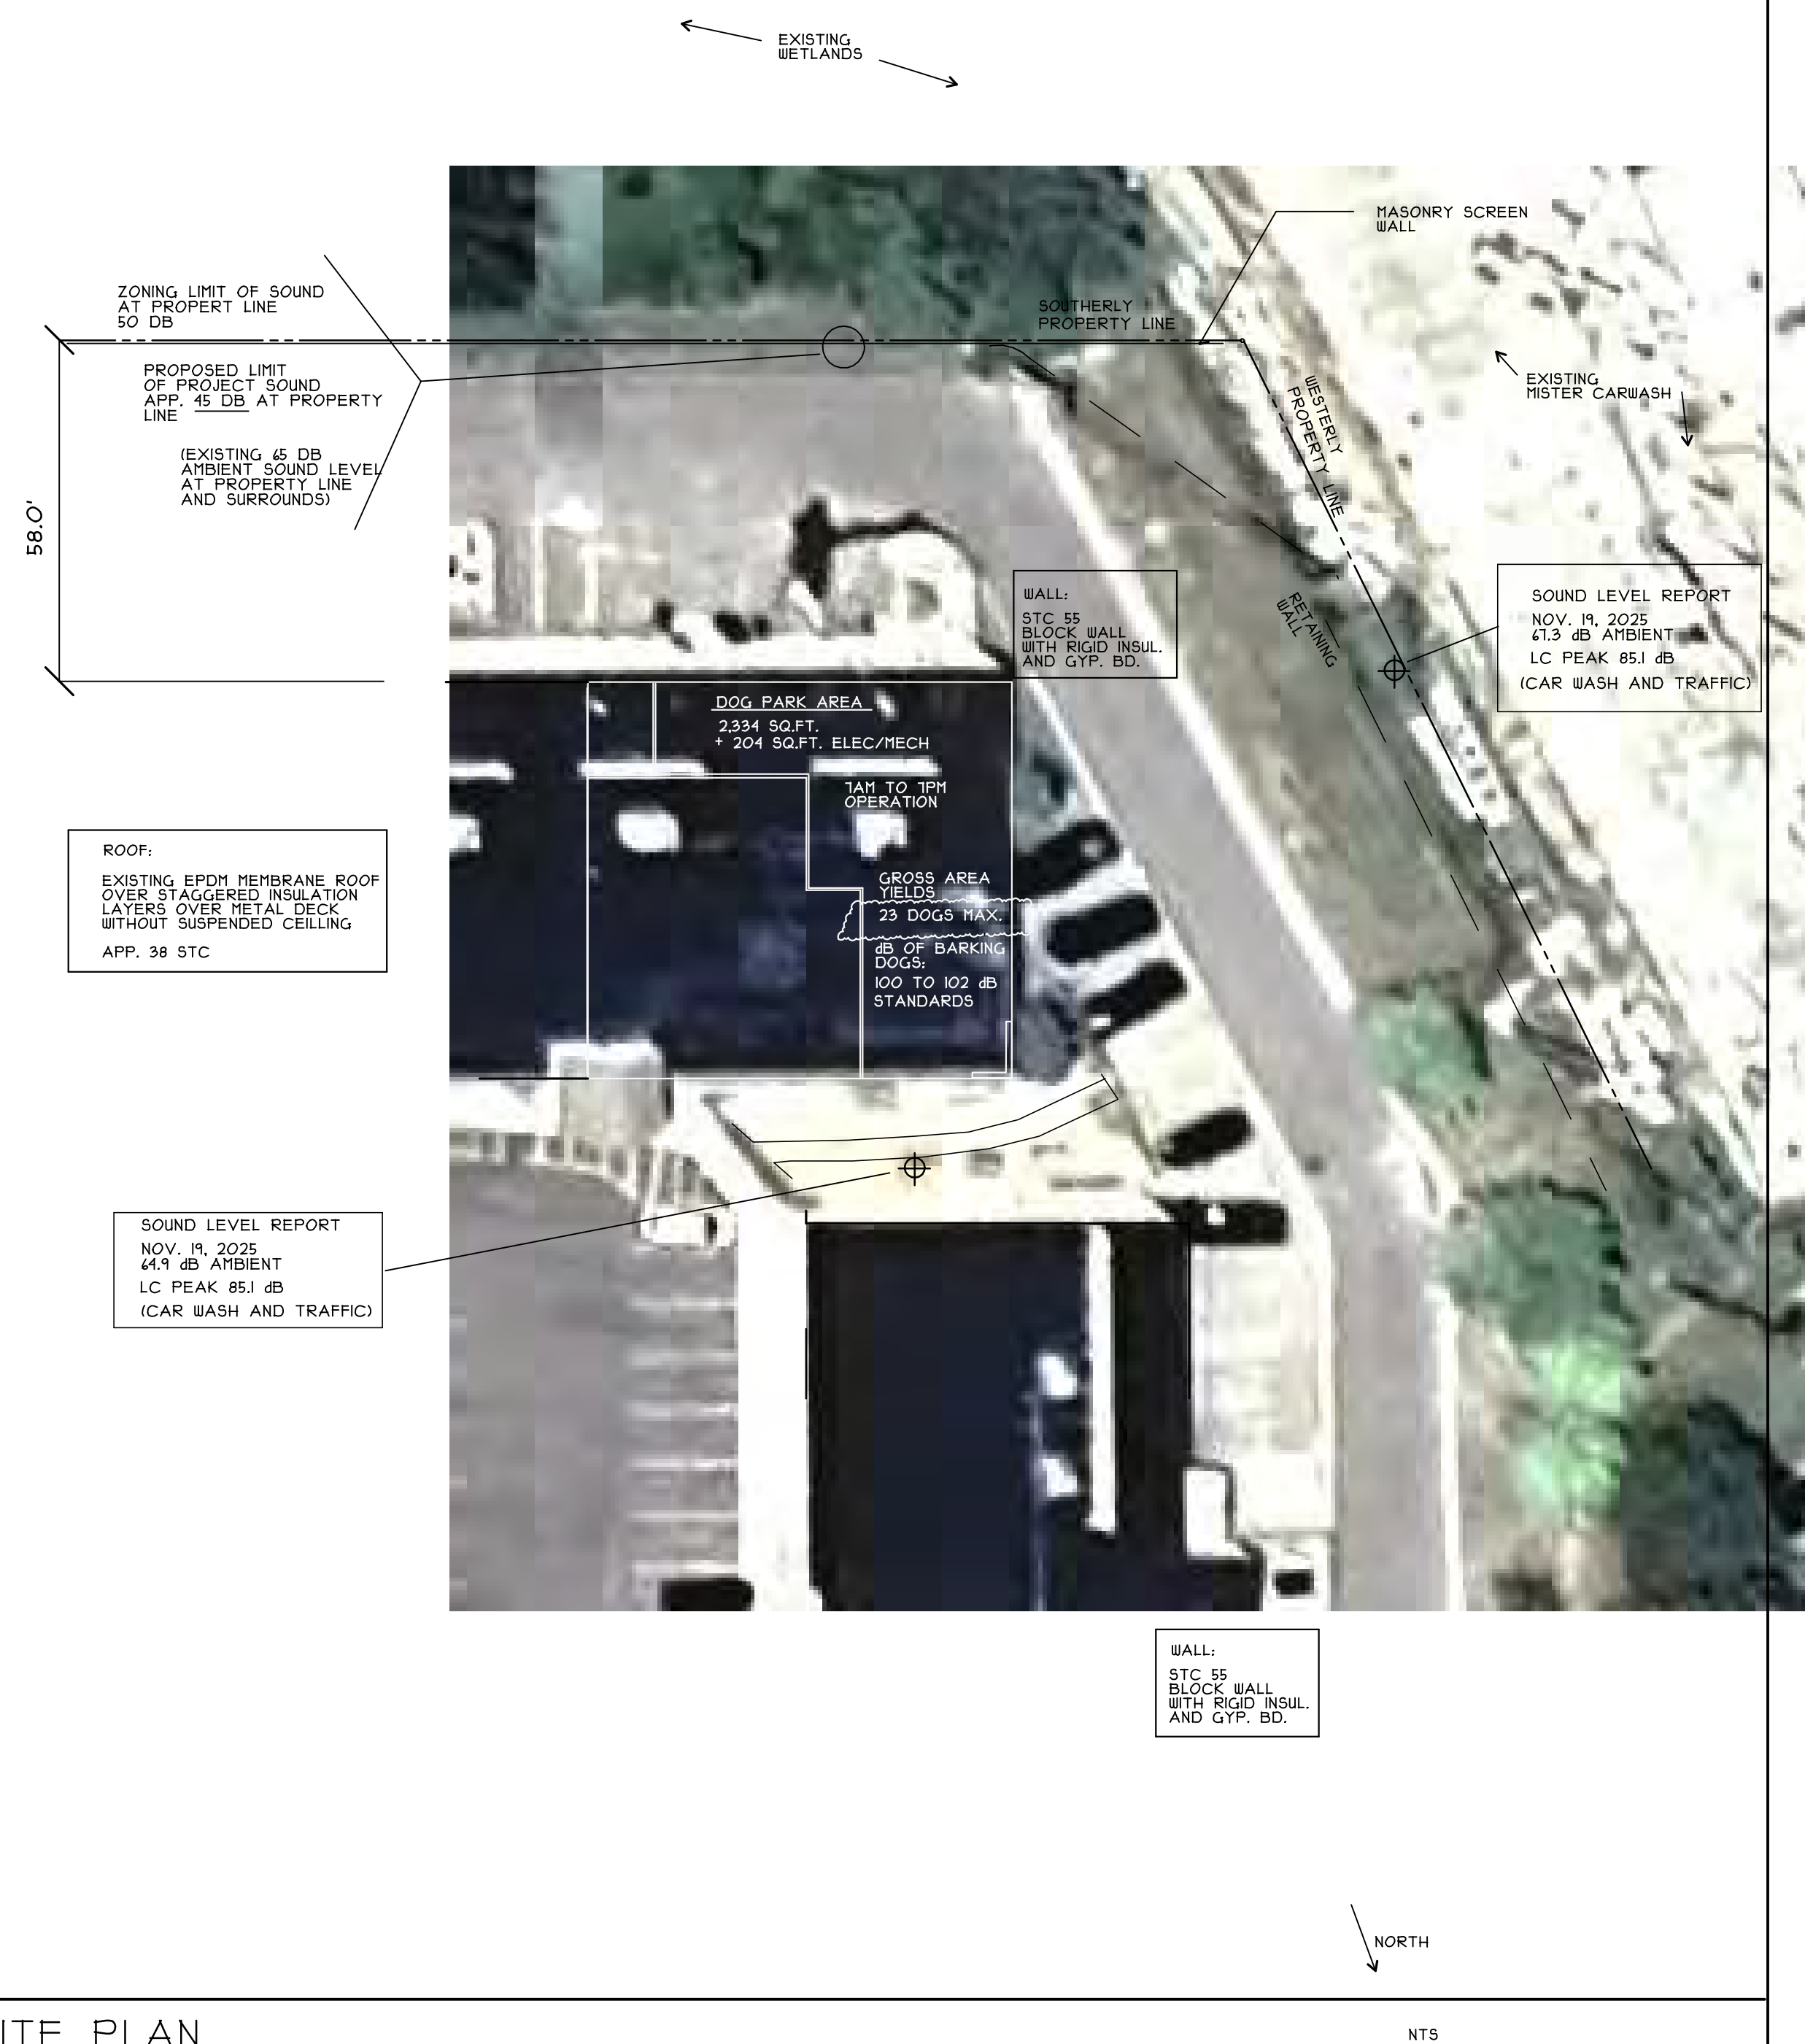 EXISTING
WETLANDS
MASONRY SCREEN
WALL
ZONING LIMIT OF SOUND
AT PROPERT LINE
50 DB
SOUTHERLY
PROPERTY LINE
PROPOSED LIMIT
OF PROJECT SOUND
APP. 45 DB AT PROPERTY
LINE
(EXISTING 65 DB
AMBIENT SOUND LEVEL
AT PROPERTY LINE
AND SURROUNDS)
58.0'
WESTERLY
PROPERTY LINE
EXISTING
MISTER CARWASH
WALL:
STC 55
BLOCK WALL
WITH RIGID INSUL.
AND GYP. BD.
RETAINING
WALL
SOUND LEVEL REPORT
NOV. 19, 2025
67.3 dB AMBIENT
LC PEAK 85.1 dB
(CAR WASH AND TRAFFIC)
DOG PARK AREA
2,334 SQ.FT.
+ 204 SQ.FT. ELEC/MECH
7AM TO 7PM
OPERATION
GROSS AREA
YIELDS
23 DOGS MAX.
dB OF BARKING
DOGS:
100 TO 102 dB
STANDARDS
ROOF:
EXISTING EPDM MEMBRANE ROOF
OVER STAGGERED INSULATION
LAYERS OVER METAL DECK
WITHOUT SUSPENDED CEILLING
APP. 38 STC
SOUND LEVEL REPORT
NOV. 19, 2025
64.9 dB AMBIENT
LC PEAK 85.1 dB
(CAR WASH AND TRAFFIC)
WALL:
STC 55
BLOCK WALL
WITH RIGID INSUL.
AND GYP. BD.
NORTH
ITE PLAN
NTS